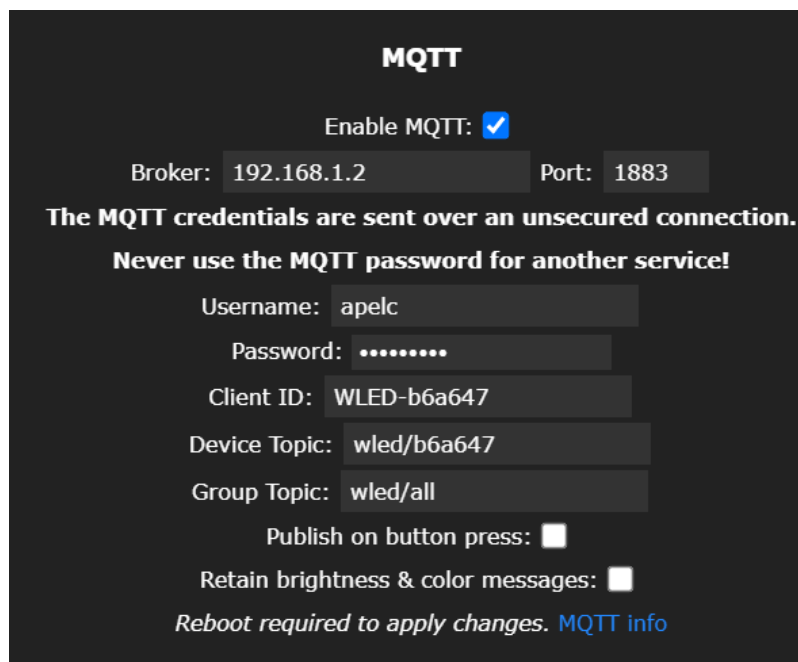 MQTT
Enable MQTT:
Broker: 192.168.1.2 Port: 1883
The MQTT credentials are sent over an unsecured connection.
Never use the MQTT password for another service!
Username: apelc
Password: •••••••••
Client ID: WLED-b6a647
Device Topic: wled/b6a647
Group Topic: wled/all
Publish on button press:
Retain brightness & color messages:
Reboot required to apply changes. MQTT info